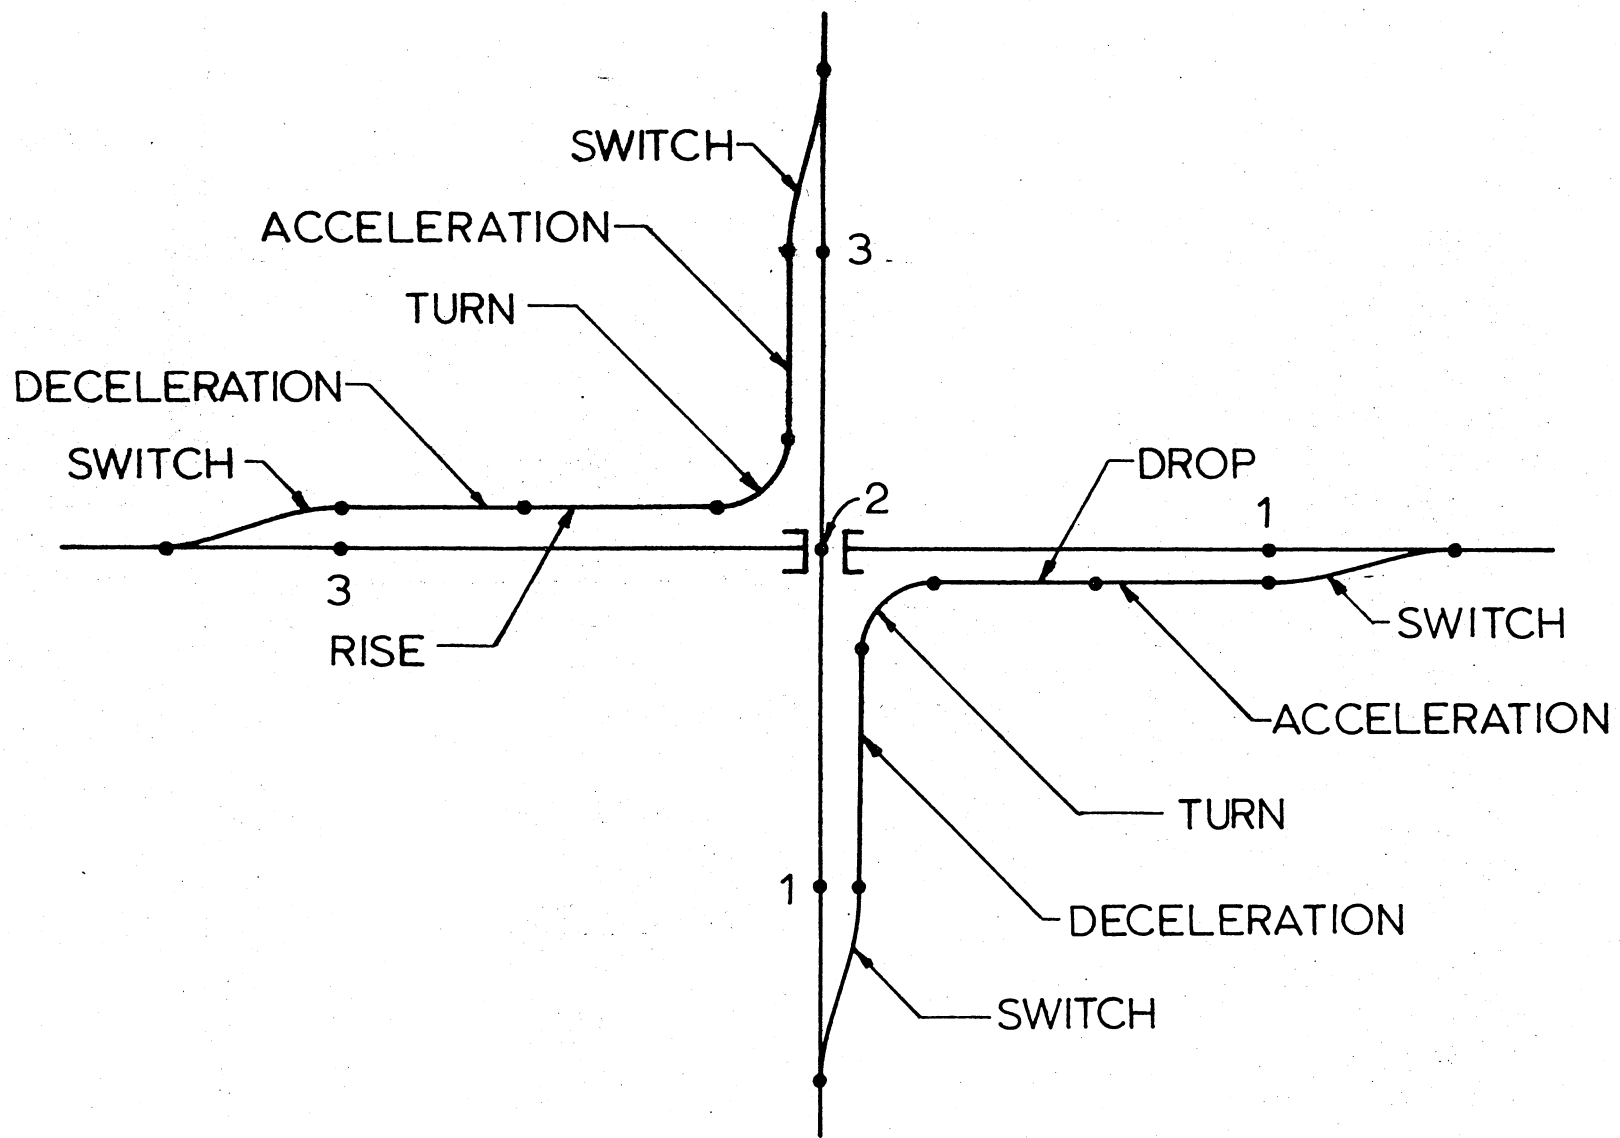 SWITCH
ACCELERATION
3
TURN
DECELERATION
SWITCH
DROP
2
1
3
RISE
SWITCH
ACCELERATION
TURN
1
DECELERATION
SWITCH